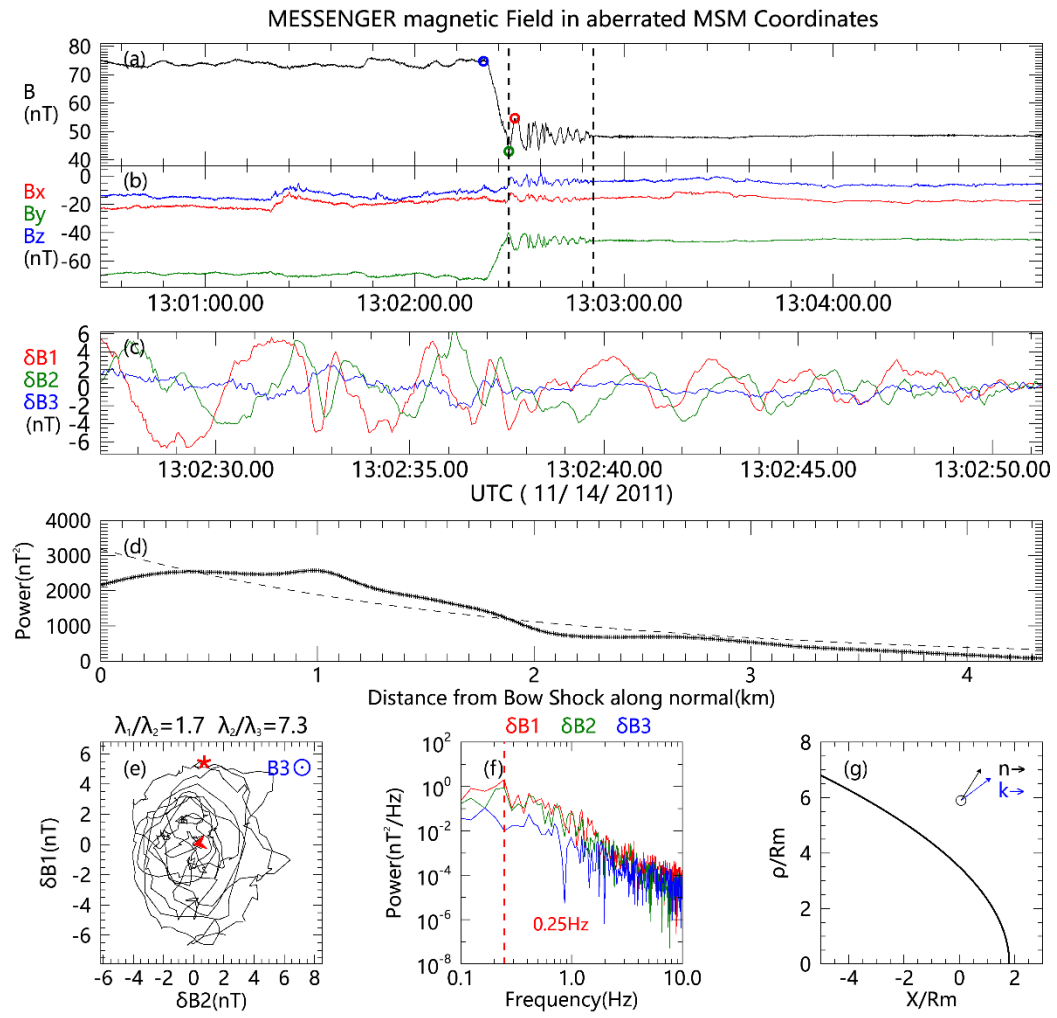 MESSENGER magnetic Field in aberrated MSM Coordinates
80
70
60
50
40
B
(nT)
(a)
0
-20
-40
-60
Bx
By
Bz
(nT)
(b)
13:01:00.00 13:02:00.00 13:03:00.00 13:04:00.00
6
4
2
0
-2
-4
-6
δB1
δB2
δB3
(nT)
(c)
13:02:30.00 13:02:35.00 13:02:40.00 13:02:45.00 13:02:50.00
UTC ( 11/ 14/ 2011)
4000
3000
2000
1000
0
Power(nT²)
(d)
0 1 2 3 4
Distance from Bow Shock along normal(km)
λ₁/λ₂=1.7 λ₂/λ₃=7.3
8
6
4
2
0
-2
-4
-6
-8
δB1(nT)
(e)
B3
-6 -4 -2 0 2 4 6 8
δB2(nT)
δB1 δB2 δB3
10²
10⁰
10⁻²
10⁻⁴
10⁻⁶
10⁻⁸
Power(nT²/Hz)
(f)
0.25Hz
0.1 1.0 10.0
Frequency(Hz)
8
6
4
2
0
ρ/Rm
(g)
n→
k→
-4 -2 0 2
X/Rm